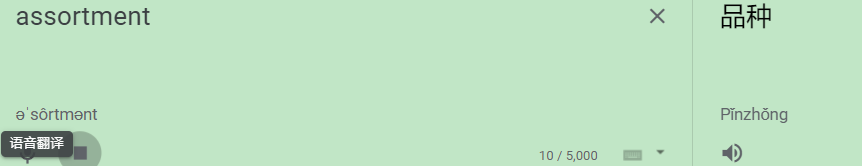 assortment
品种
əˈsôrtmənt
Pǐnzhǒng
语音翻译
10 / 5,000